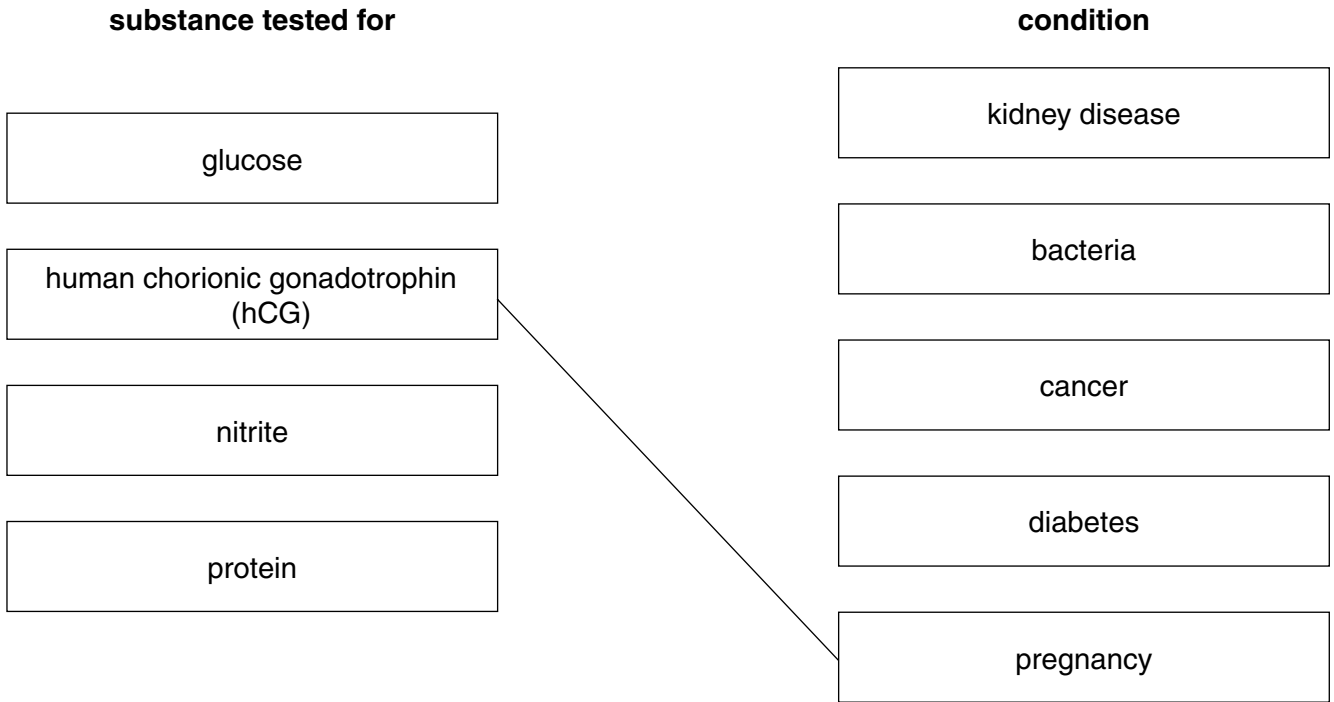 substance tested for
condition
glucose
human chorionic gonadotrophin
(hCG)
nitrite
protein
kidney disease
bacteria
cancer
diabetes
pregnancy